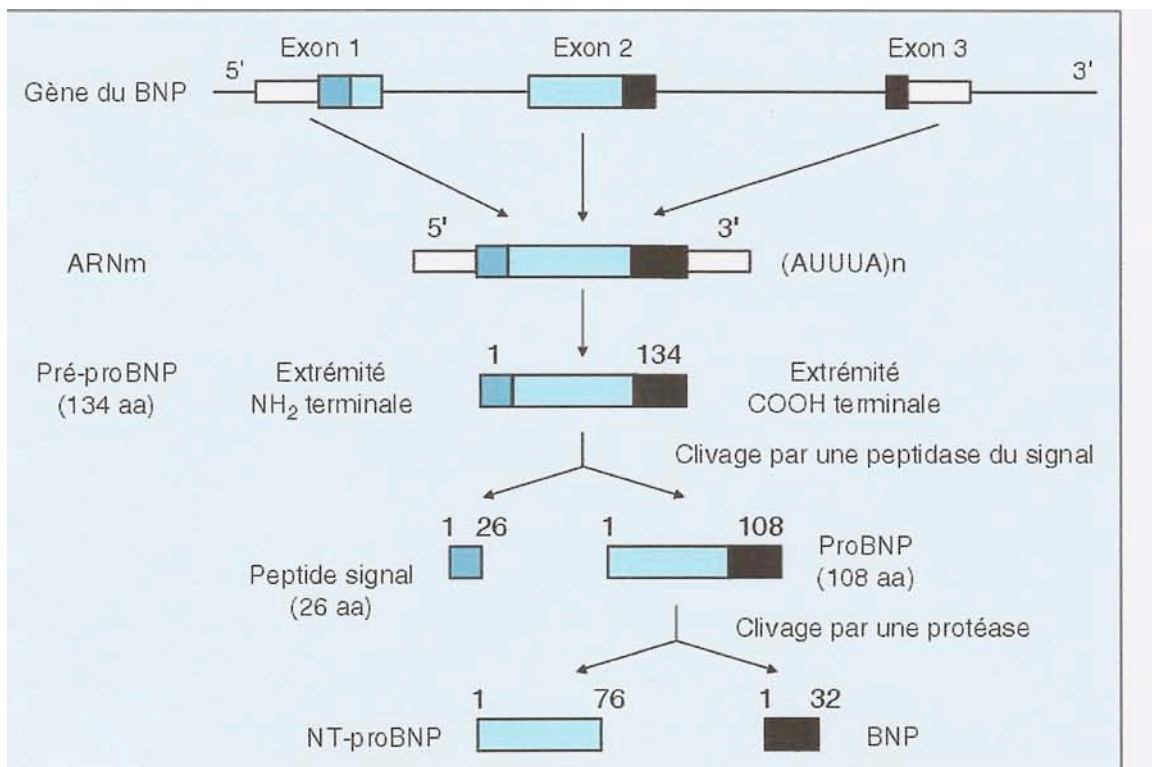 Exon 1 Exon 2 Exon 3
5' 3'
Gène du BNP
5' 3'
ARNm (AUUUA)n
1 134
Pré-proBNP Extrémité Extrémité
(134 aa) NH2 terminale COOH terminale
Clivage par une peptidase du signal
1 26 1 108
ProBNP
Peptide signal (108 aa)
(26 aa)
Clivage par une protéase
1 76 1 32
NT-proBNP BNP